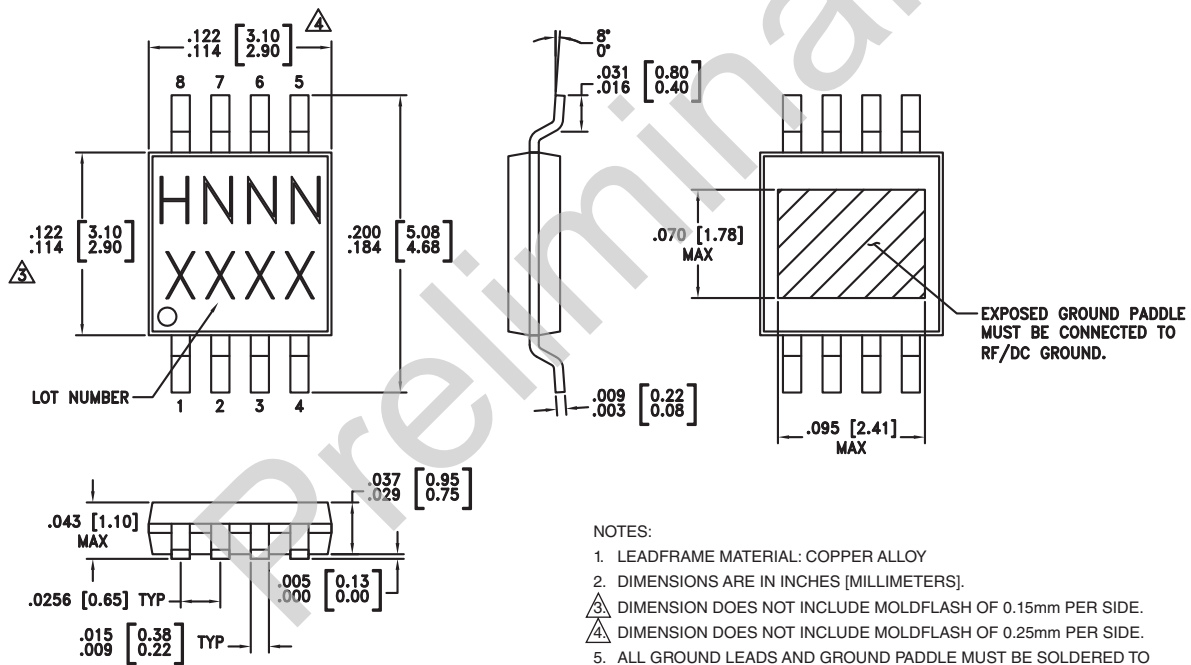 .122 [3.10]
.114 [2.90]
4
8 7 6 5
HNNN
XXXX
.122 [3.10]
.114 [2.90]
3
.200 [5.08]
.184 [4.68]
LOT NUMBER
1 2 3 4
8°
0°
.031 [0.80]
.016 [0.40]
.009 [0.22]
.003 [0.08]
.070 [1.78]
MAX
EXPOSED GROUND PADDLE
MUST BE CONNECTED TO
RF/DC GROUND.
.095 [2.41]
MAX
.037 [0.95]
.029 [0.75]
.043 [1.10]
MAX
.005 [0.13]
.000 [0.00]
.0256 [0.65] TYP
.015 [0.38] TYP
.009 [0.22]
NOTES:
1. LEADFRAME MATERIAL: COPPER ALLOY
2. DIMENSIONS ARE IN INCHES [MILLIMETERS].
3. DIMENSION DOES NOT INCLUDE MOLDFLASH OF 0.15mm PER SIDE.
4. DIMENSION DOES NOT INCLUDE MOLDFLASH OF 0.25mm PER SIDE.
5. ALL GROUND LEADS AND GROUND PADDLE MUST BE SOLDERED TO
Prelimina